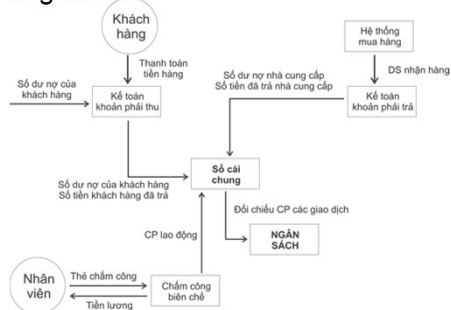 Khách
hàng
Thanh toán
tiền hàng
Số dư nợ của
khách hàng
Kế toán
khoản phải thu
Hệ thống
mua hàng
DS nhận hàng
Số dư nợ nhà cung cấp
Số tiền đã trả nhà cung cấp
Kế toán
khoản phải trả
Số dư nợ của khách hàng
Số tiền khách hàng đã trả
Sổ cái
chung
Đối chiếu CP các giao dịch
NGÂN
SÁCH
CP lao động
Nhân
viên
Thẻ chấm công
Tiền lương
Chấm công
biên chế